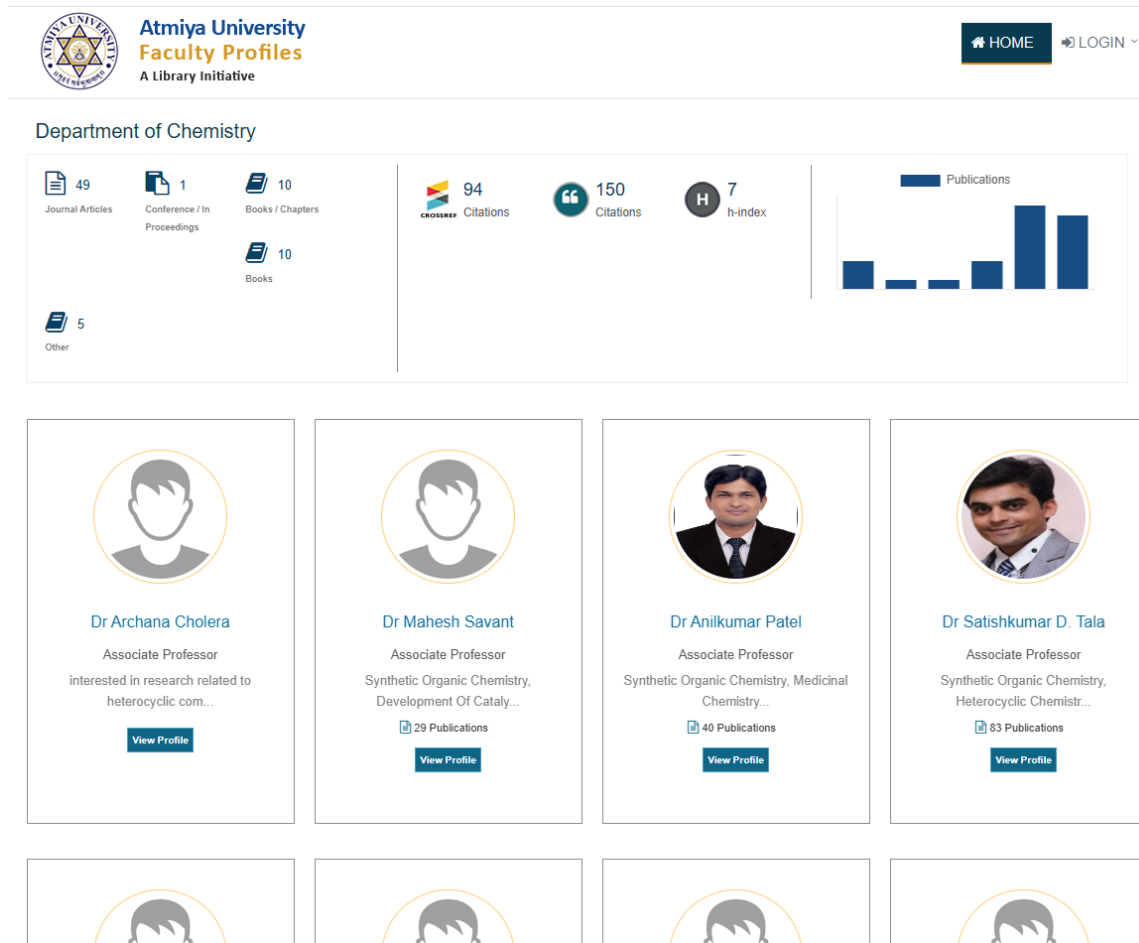 Atmiya University
Faculty Profiles
A Library Initiative
HOME
LOGIN
Department of Chemistry
49
Journal Articles
1
Conference / In
Proceedings
10
Books / Chapters
10
Books
5
Other
CROSSREF
94
Citations
150
Citations
H
7
h-index
Publications
Dr Archana Cholera
Associate Professor
interested in research related to
heterocyclic com...
View Profile
Dr Mahesh Savant
Associate Professor
Synthetic Organic Chemistry,
Development Of Cataly...
29 Publications
View Profile
Dr Anilkumar Patel
Associate Professor
Synthetic Organic Chemistry, Medicinal
Chemistry...
40 Publications
View Profile
Dr Satishkumar D. Tala
Associate Professor
Synthetic Organic Chemistry,
Heterocyclic Chemistr...
83 Publications
View Profile